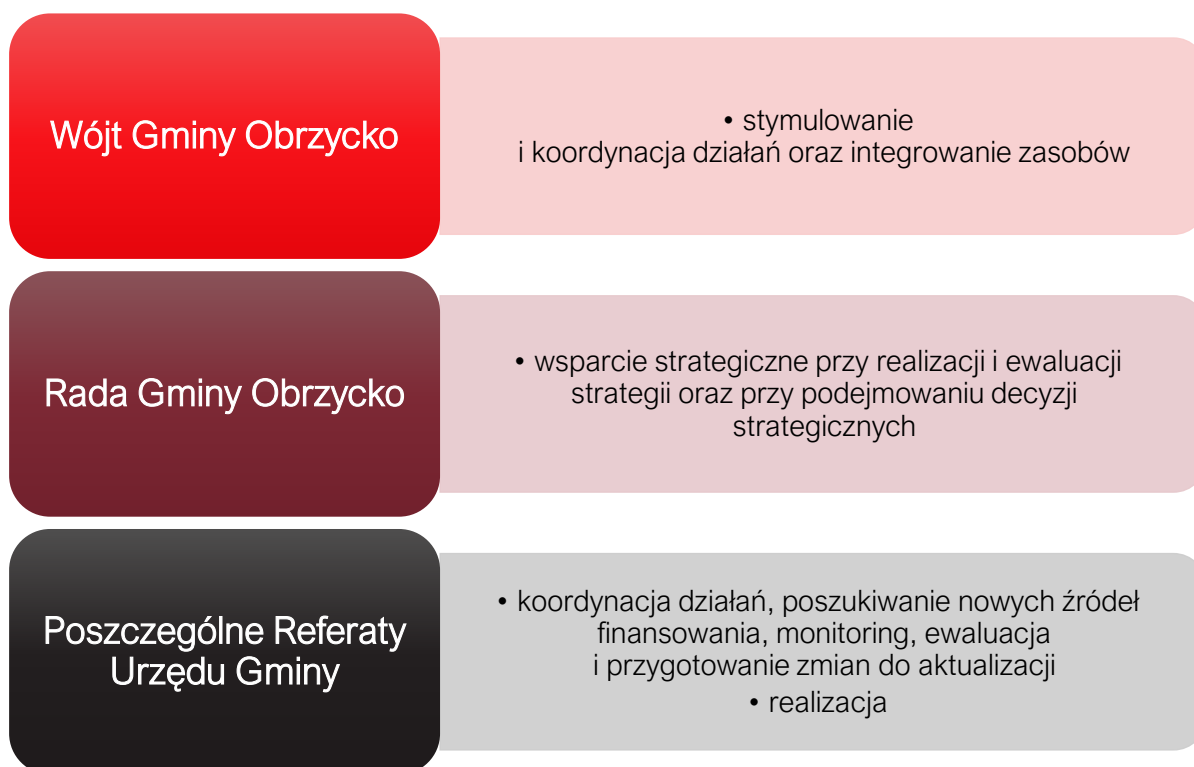 Wójt Gminy Obrzycko
• stymulowanie
i koordynacja działań oraz integrowanie zasobów
Rada Gminy Obrzycko
• wsparcie strategiczne przy realizacji i ewaluacji
strategii oraz przy podejmowaniu decyzji
strategicznych
Poszczególne Referaty
Urzędu Gminy
• koordynacja działań, poszukiwanie nowych źródeł
finansowania, monitoring, ewaluacja
i przygotowanie zmian do aktualizacji
• realizacja